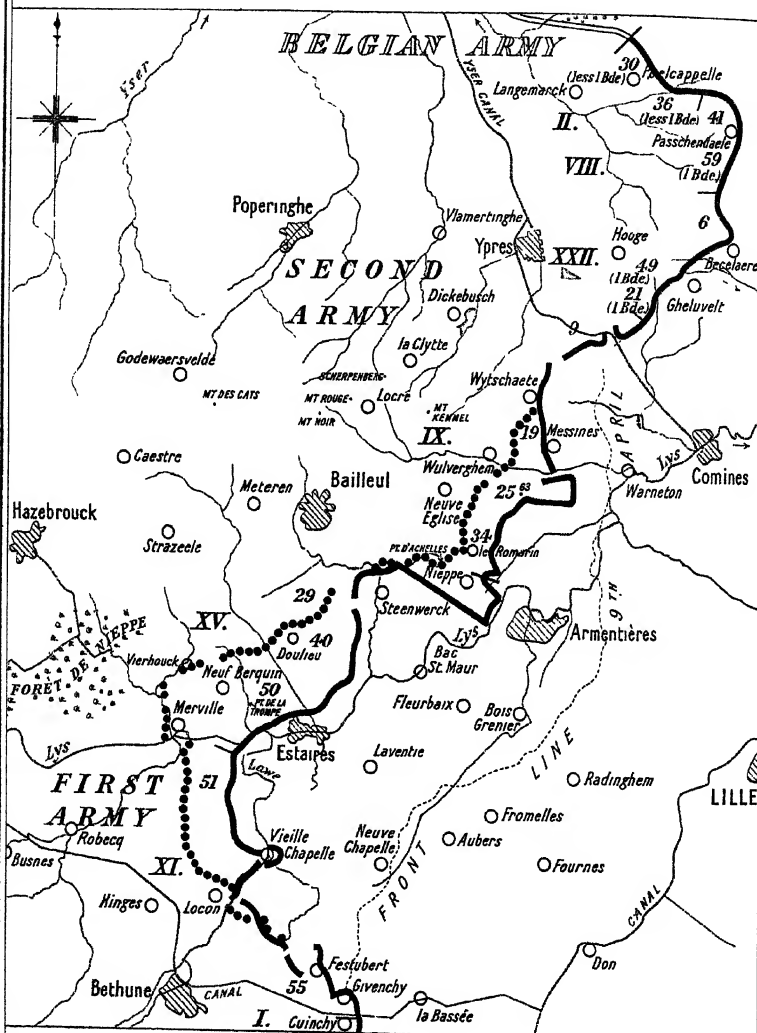 BELGIAN ARMY
Yser
YSER CANAL
30
(less 1 Bde)
Poelcappelle
Langemarck
36
(less 1 Bde)
41
II.
Passchendaele
59
(1 Bde.)
VIII.
Poperinghe
Vlamertinghe
6
Ypres
Hooge
XXII.
49
(1 Bde)
Becelaere
SECOND
ARMY
21
(1 Bde)
Gheluvelt
Dickebusch
la Clytte
Godewaersvelde
SCHERPENBERG
MT DES CATS
MT ROUGE
Locre
MT NOIR
MT
KEMMEL
Wytschaete
19
Messines
IX.
APRIL
Lys
Comines
Caestre
Wulverghem
Warneton
Bailleul
Meteren
Neuve
Eglise
25.63
Hazebrouck
Strazeele
34
PT. D'ACHELLES
le Romarin
Nieppe
9TH
29
Steenwerck
XV.
40
Doulieu
Lys
Armentières
FORÊT DE NIEPPE
Vierhouck
Bac
St. Maur
Neuf Berquin
50
PT. DE LA
TROMPE
Fleurbaix
Bois
Grenier
Merville
Estaires
Lys
Lawe
Laventie
LINE
Radinghem
FIRST
ARMY
51
LILLE
Fromelles
Robecq
Vieille
Chapelle
Neuve
Chapelle
Aubers
Busnes
XI.
Fournes
FRONT
Hinges
Locon
CANAL
Festubert
Don
55
Givenchy
Bethune
CANAL
la Bassée
I.
Cuinchy